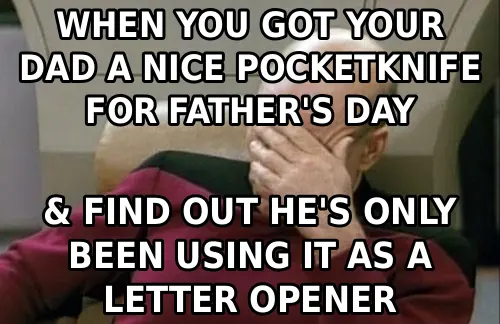 WHEN YOU GOT YOUR
DAD A NICE POCKETKNIFE
FOR FATHER'S DAY
& FIND OUT HE'S ONLY
BEEN USING IT AS A
LETTER OPENER